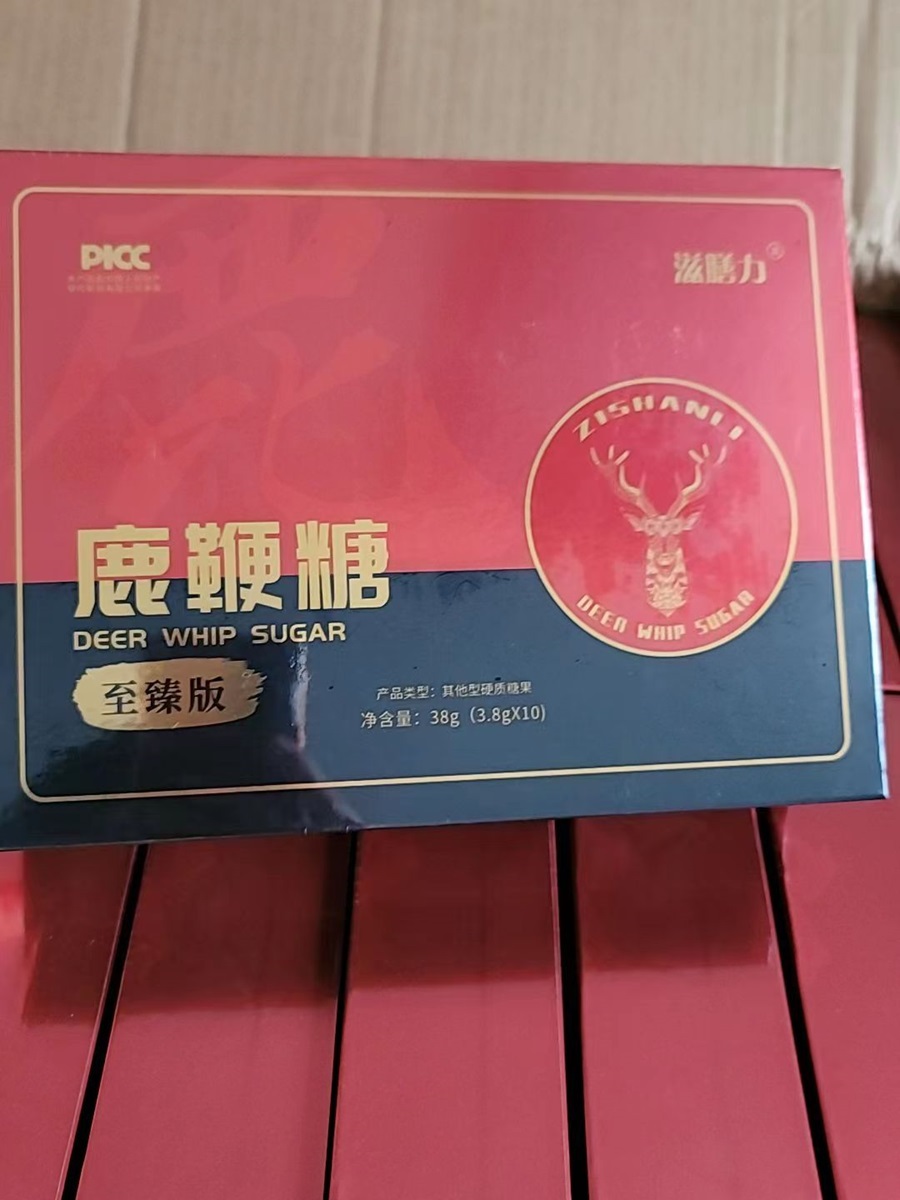 PICC
滋膳力®
ZISHANLI
鹿鞭糖
DEER WHIP SUGAR
DEER WHIP SUGAR
至臻版
产品类型：其他型硬质糖果
净含量：38g（3.8gX10)